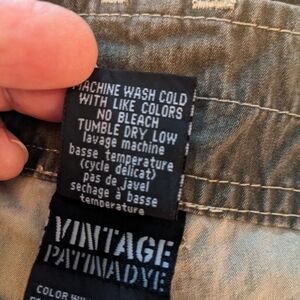 MACHINE WASH COLD
WITH LIKE COLORS
NO BLEACH
TUMBLE DRY LOW
lavage machine
basse temperature
(cycle delicat)
pas de javel
sechage à basse
temperature
VINTAGE
PATINADYE
COLOR